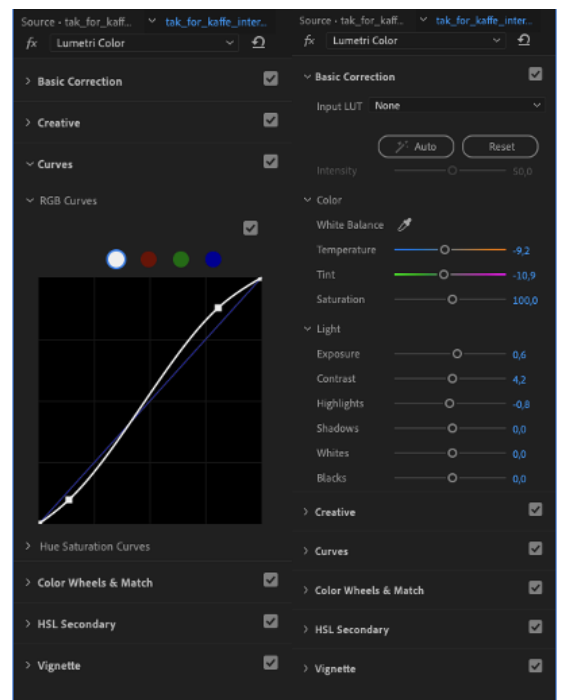 Source · tak_for_kaff...
tak_for_kaffe_inter...
fx Lumetri Color
Basic Correction
Creative
Curves
RGB Curves
Hue Saturation Curves
Color Wheels & Match
HSL Secondary
Vignette
Source · tak_for_kaff...
tak_for_kaffe_inter...
fx Lumetri Color
Basic Correction
Input LUT None
Auto Reset
Intensity 50,0
Color
White Balance
Temperature -9,2
Tint -10,9
Saturation 100,0
Light
Exposure 0,6
Contrast 4,2
Highlights -0,8
Shadows 0,0
Whites 0,0
Blacks 0,0
Creative
Curves
Color Wheels & Match
HSL Secondary
Vignette